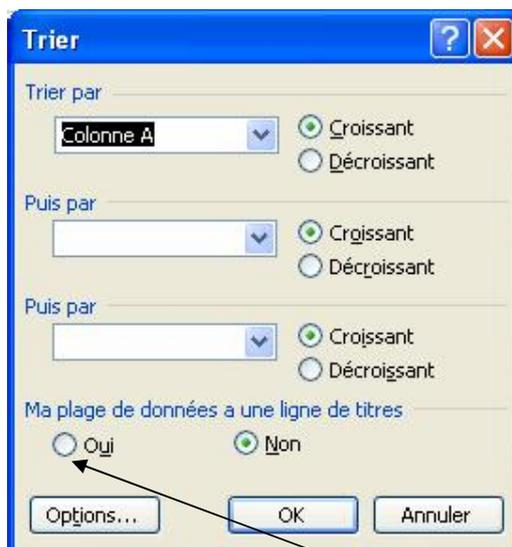 Trier
Trier par
Colonne A
Croissant
Décroissant
Puis par
Croissant
Décroissant
Puis par
Croissant
Décroissant
Ma plage de données a une ligne de titres
Oui Non
Options... OK Annuler